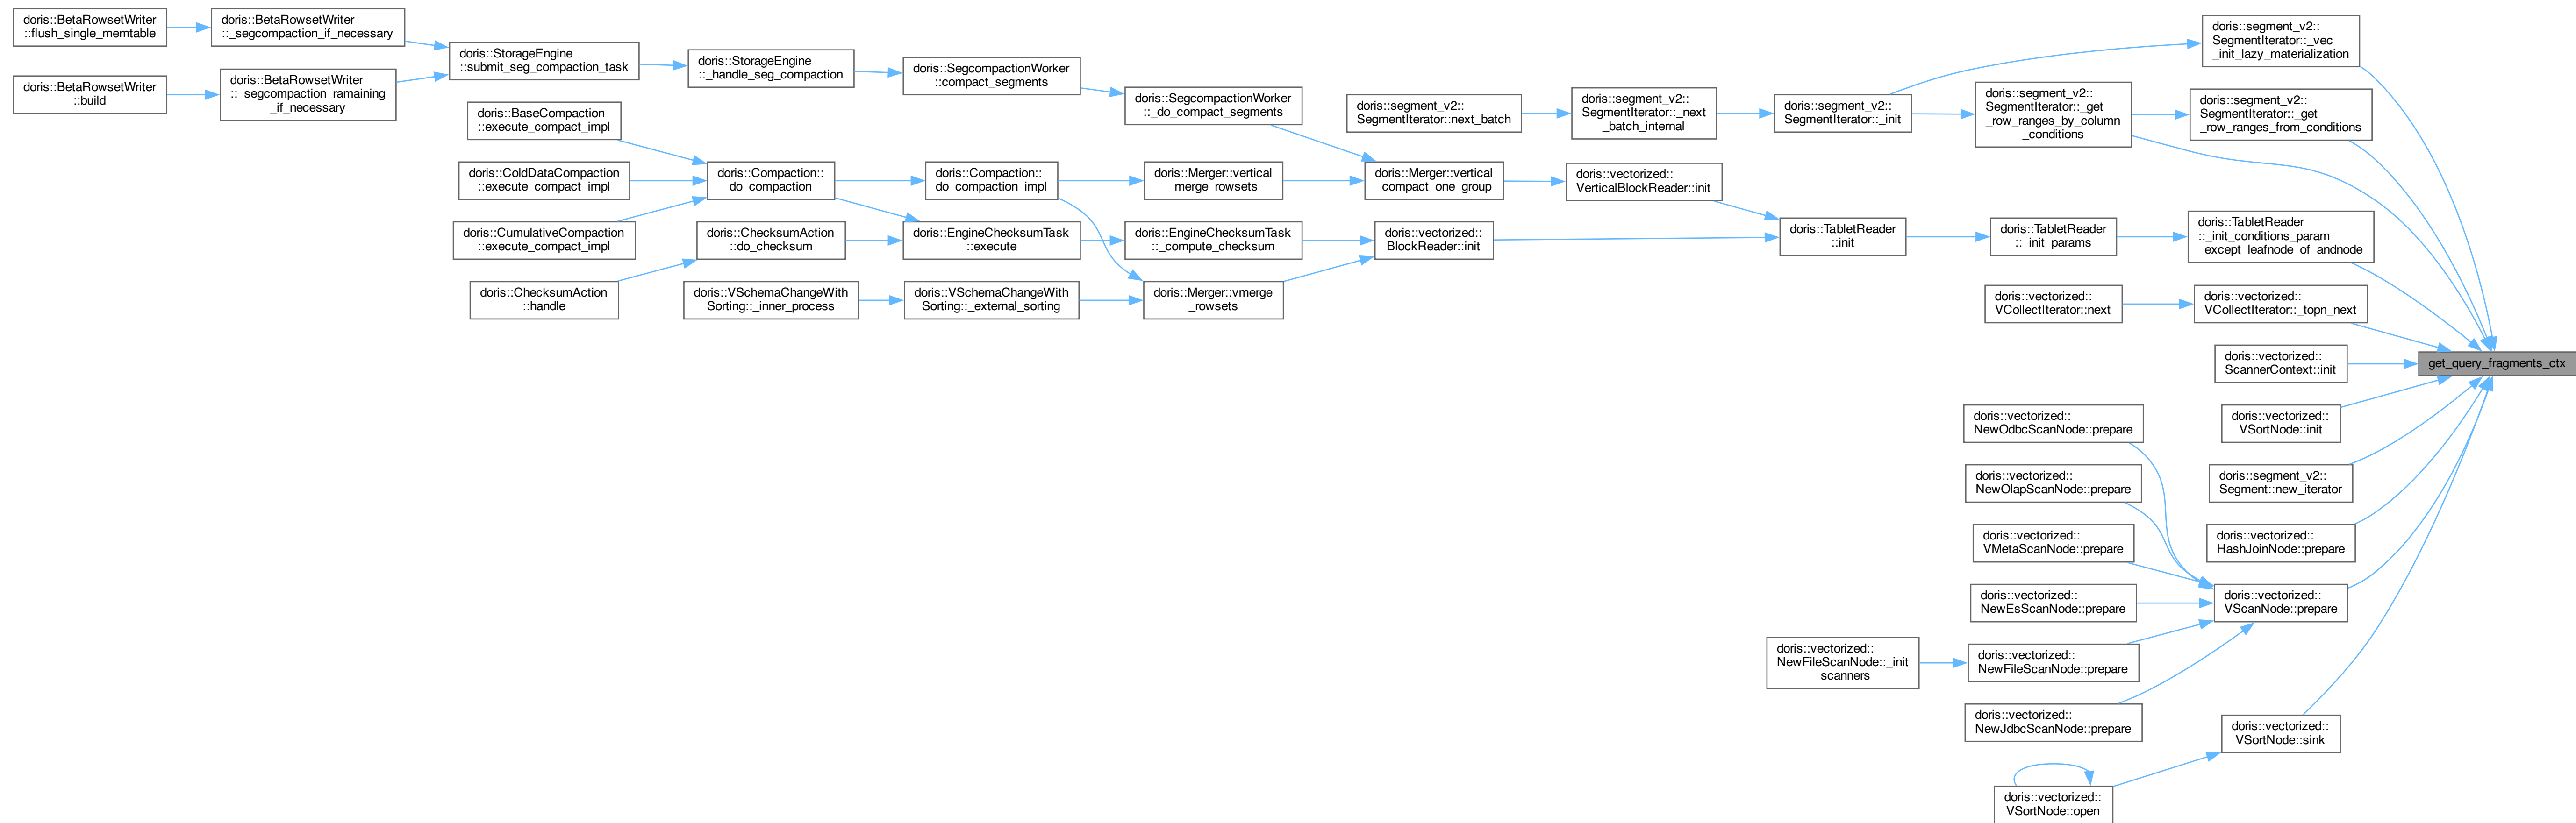 doris::BetaRowsetWriter
::flush_single_memtable
doris::BetaRowsetWriter
::build
doris::BetaRowsetWriter
::_segcompaction_if_necessary
doris::BetaRowsetWriter
::_segcompaction_ramaining
_if_necessary
doris::StorageEngine
::submit_seg_compaction_task
doris::BaseCompaction
::execute_compact_impl
doris::ColdDataCompaction
::execute_compact_impl
doris::CumulativeCompaction
::execute_compact_impl
doris::ChecksumAction
::handle
doris::StorageEngine
::_handle_seg_compaction
doris::Compaction::
do_compaction
doris::ChecksumAction
::do_checksum
doris::VSchemaChangeWith
Sorting::_inner_process
doris::SegcompactionWorker
::compact_segments
doris::Compaction::
do_compaction_impl
doris::EngineChecksumTask
::execute
doris::VSchemaChangeWith
Sorting::_external_sorting
doris::SegcompactionWorker
::_do_compact_segments
doris::Merger::vertical
_merge_rowsets
doris::EngineChecksumTask
::_compute_checksum
doris::Merger::vmerge
_rowsets
doris::segment_v2::
SegmentIterator::next_batch
doris::Merger::vertical
_compact_one_group
doris::vectorized::
BlockReader::init
doris::segment_v2::
SegmentIterator::_next
_batch_internal
doris::vectorized::
VerticalBlockReader::init
doris::segment_v2::
SegmentIterator::_init
doris::TabletReader
::init
doris::vectorized::
NewFileScanNode::_init
_scanners
doris::segment_v2::
SegmentIterator::_get
_row_ranges_by_column
_conditions
doris::TabletReader
::_init_params
doris::vectorized::
VCollectIterator::next
doris::vectorized::
NewOdbcScanNode::prepare
doris::vectorized::
NewOlapScanNode::prepare
doris::vectorized::
VMetaScanNode::prepare
doris::vectorized::
NewEsScanNode::prepare
doris::vectorized::
NewFileScanNode::prepare
doris::vectorized::
NewJdbcScanNode::prepare
doris::vectorized::
VSortNode::open
doris::segment_v2::
SegmentIterator::_vec
_init_lazy_materialization
doris::segment_v2::
SegmentIterator::_get
_row_ranges_from_conditions
doris::TabletReader
::_init_conditions_param
_except_leafnode_of_andnode
doris::vectorized::
VCollectIterator::_topn_next
doris::vectorized::
ScannerContext::init
doris::vectorized::
VSortNode::init
doris::segment_v2::
Segment::new_iterator
doris::vectorized::
HashJoinNode::prepare
doris::vectorized::
VScanNode::prepare
doris::vectorized::
VSortNode::sink
get_query_fragments_ctx